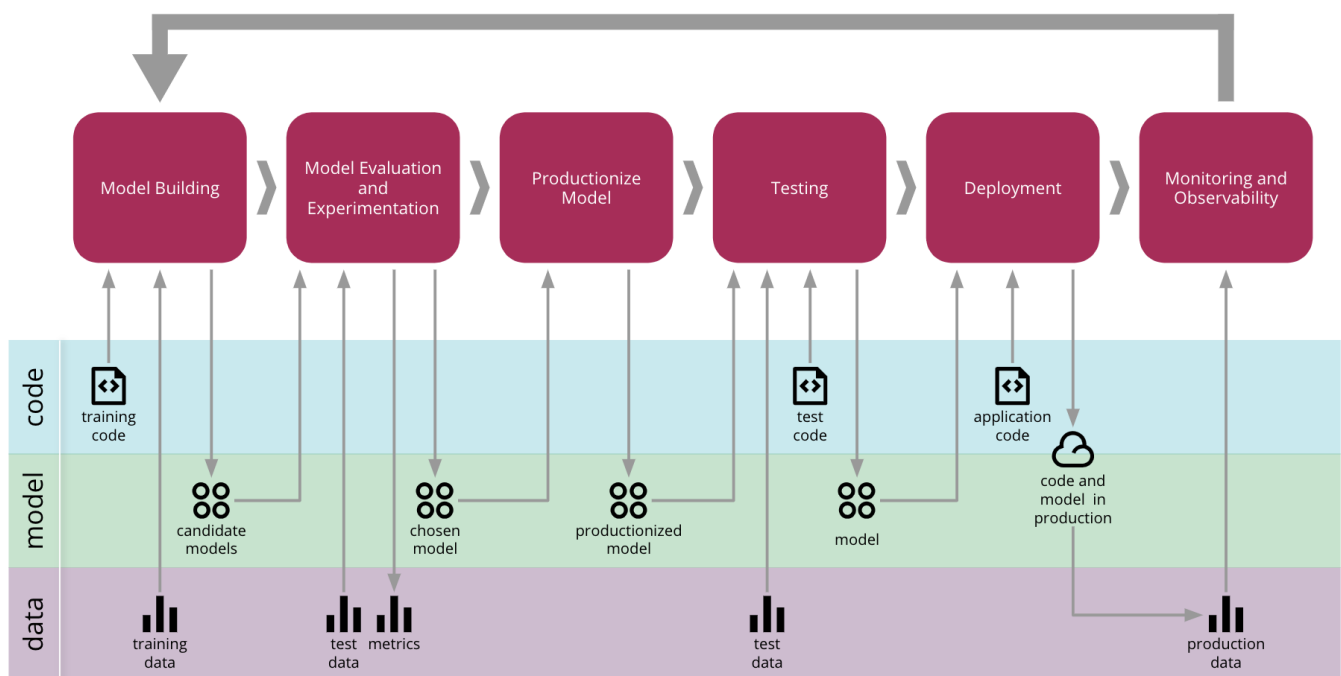 Model Building
Model Evaluation
and
Experimentation
Productionize
Model
Testing
Deployment
Monitoring and
Observability
code
training
code
test
code
application
code
model
candidate
models
chosen
model
productionized
model
model
code and
model in
production
data
training
data
test
data
metrics
test
data
production
data